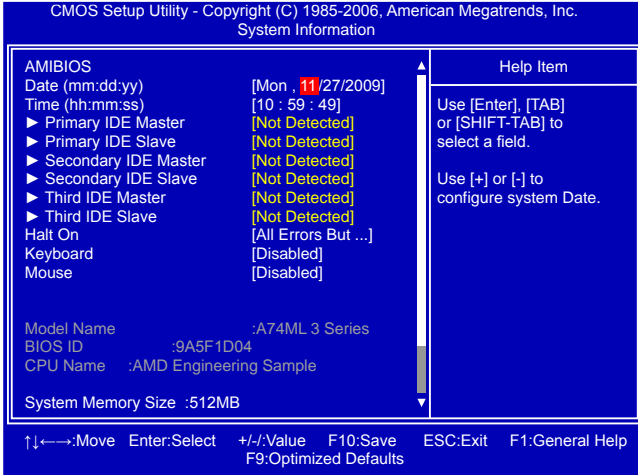 CMOS Setup Utility - Copyright (C) 1985-2006, American Megatrends, Inc.
System Information
AMIBIOS
Date (mm:dd:yy) [Mon , 11/27/2009]
Time (hh:mm:ss) [10 : 59 : 49]
► Primary IDE Master [Not Detected]
► Primary IDE Slave [Not Detected]
► Secondary IDE Master [Not Detected]
► Secondary IDE Slave [Not Detected]
► Third IDE Master [Not Detected]
► Third IDE Slave [Not Detected]
Halt On [All Errors But ...]
Keyboard [Disabled]
Mouse [Disabled]
Model Name :A74ML 3 Series
BIOS ID :9A5F1D04
CPU Name :AMD Engineering Sample
System Memory Size :512MB
Help Item
Use [Enter], [TAB]
or [SHIFT-TAB] to
select a field.
Use [+] or [-] to
configure system Date.
↑↓←→:Move Enter:Select +/-/:Value F10:Save ESC:Exit F1:General Help
F9:Optimized Defaults